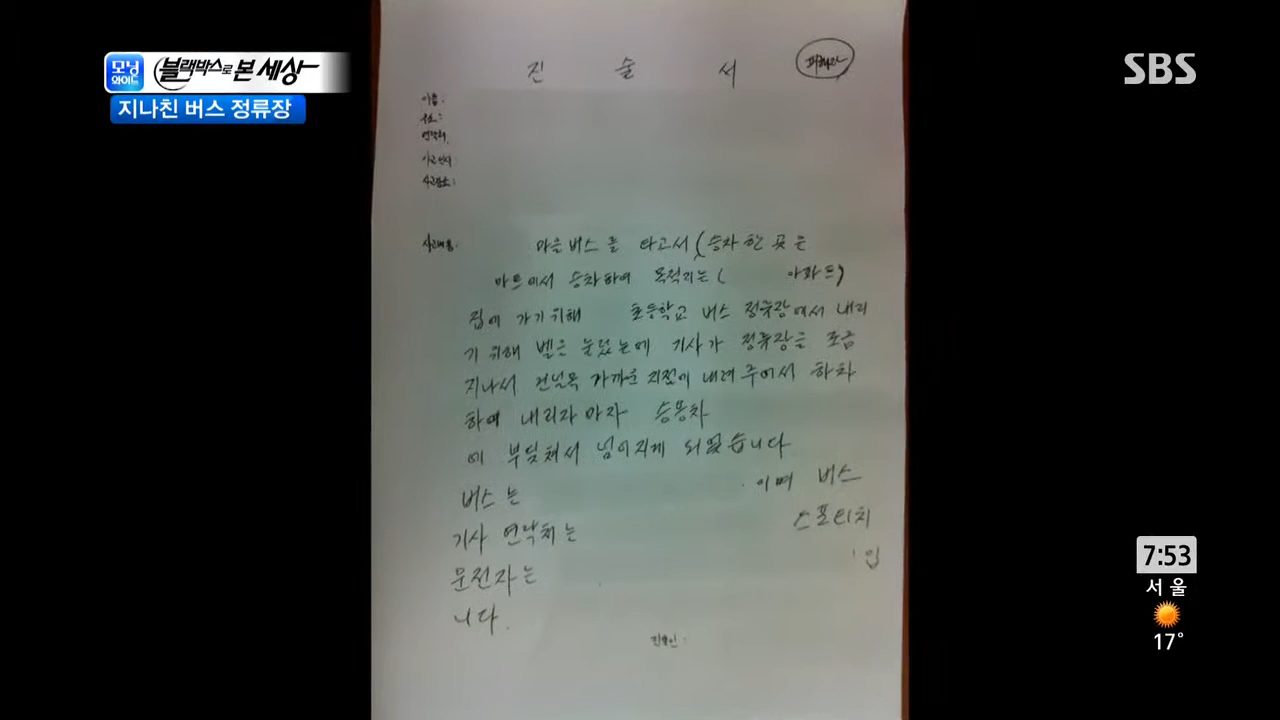 모닝와이드
블랙박스로 본 세상
지나친 버스 정류장
SBS
진 술 서
피해자
이름 :
주소 :
연락처
사고일시
사고장소 :
사고내용 :
마을버스를 타고서 (승차한 곳은
마트에서 승차하여 목적지는 ( 아파트)
집에 가기 위해 초등학교 버스 정류장에서 내리
기 위해 벨은 눌렀는데 기사가 정류장을 조금
지나서 건널목 가까운 지점에 내려 주어서 하차
하여 내리자 마자 승용차
에 부딪쳐서 넘어지게 되었습니다
버스는 이며 버스
기사 연락처는 스포티지
운전자는 입
니다.
진술인 :
7:53
서울
17°